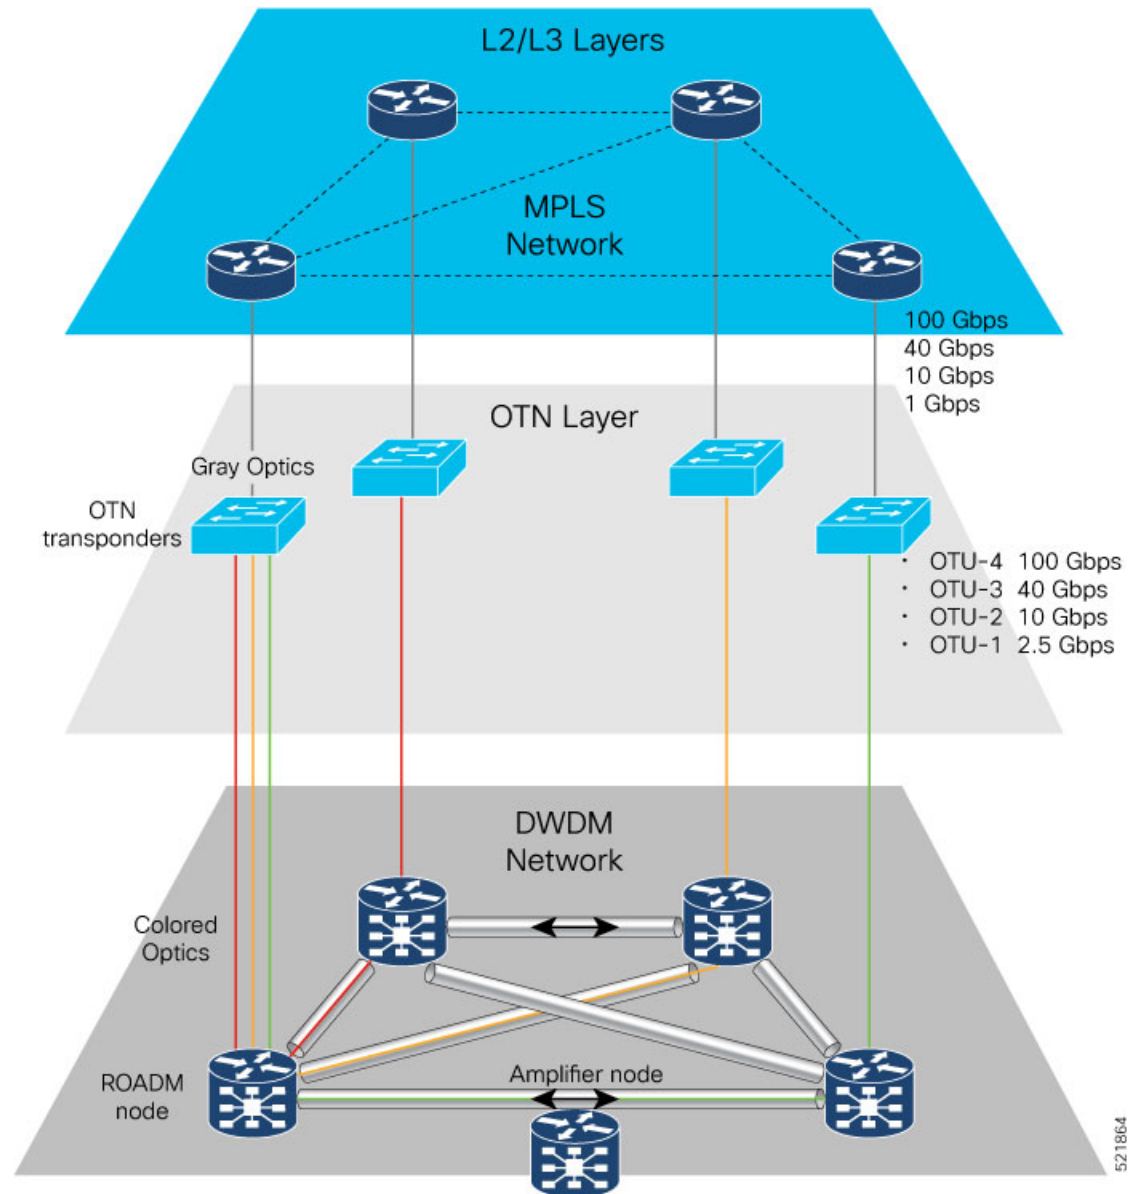 L2/L3 Layers
MPLS
Network
100 Gbps
40 Gbps
10 Gbps
1 Gbps
OTN Layer
Gray Optics
OTN
transponders
· OTU-4 100 Gbps
· OTU-3 40 Gbps
· OTU-2 10 Gbps
· OTU-1 2.5 Gbps
DWDM
Network
Colored
Optics
ROADM
node
Amplifier node
521864